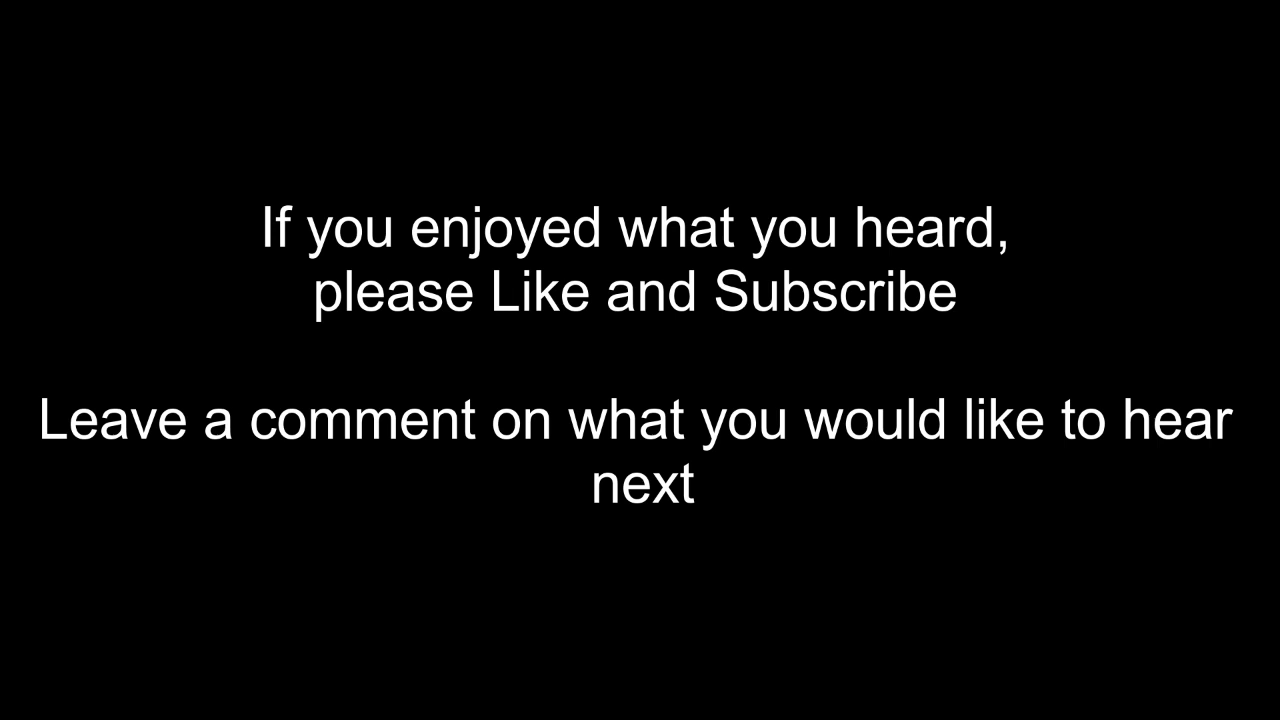 If you enjoyed what you heard,
please Like and Subscribe
Leave a comment on what you would like to hear
next